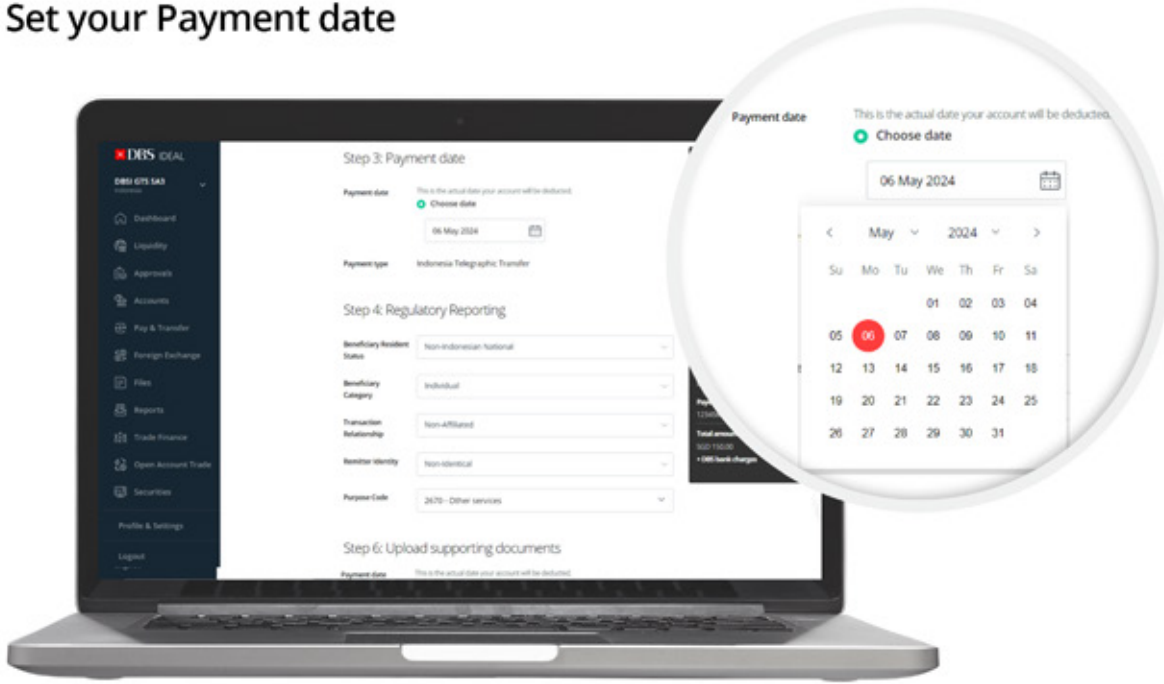 Set your Payment date
DBS IDEAL
DBSI GTS SA3
Indonesia
Dashboard
Liquidity
Approvals
Accounts
Pay & Transfer
Foreign Exchange
Files
Reports
Trade Finance
Open Account Trade
Securities
Profile & Settings
Logout
Step 3: Payment date
Payment date
This is the actual date your account will be deducted.
Choose date
06 May 2024
Payment type
Indonesia Telegraphic Transfer
Step 4: Regulatory Reporting
Beneficiary Resident
Status
Non-Indonesian National
Beneficiary
Category
Individual
Transaction
Relationship
Non-Affiliated
Remitter Identity
Non-identical
Purpose Code
2670 - Other services
Step 6: Upload supporting documents
Payment date
This is the actual date your account will be deducted.
Total amount
SGD 150.00
+ DBS bank charges
Payment date
This is the actual date your account will be deducted.
Choose date
06 May 2024
May 2024
Su Mo Tu We Th Fr Sa
01 02 03 04
05 06 07 08 09 10 11
12 13 14 15 16 17 18
19 20 21 22 23 24 25
26 27 28 29 30 31